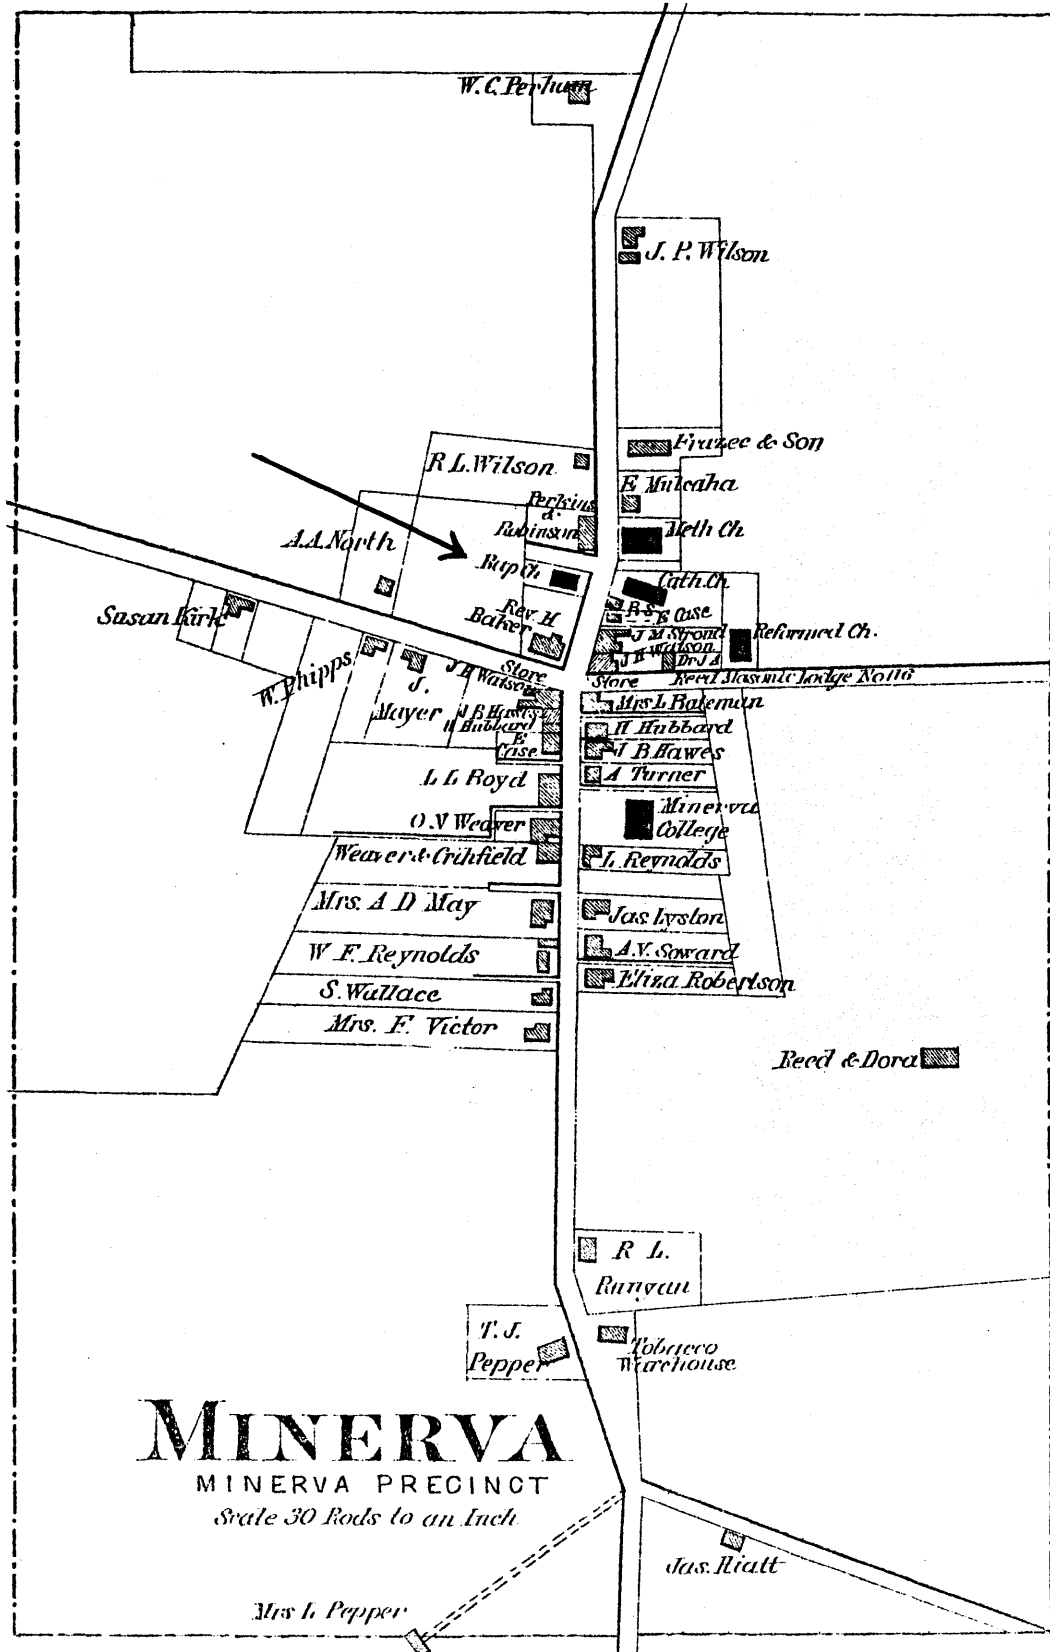 W. C. Perham
J. P. Wilson
Frazee & Son
R L. Wilson
E Mulcaha
Perkins
&
Robinson
Meth Ch
A.A. North
Bap Ch
Cath. Ch
Susan Kirk
Rev. H
Baker
R S
E Case
J M Strond
J H Watson
Dr J A
Reformed Ch.
W. Phipps
J.
Mayer
Store
J H Watson
Store
Reed Masonic Lodge No 116
J B Hawes
H Hubbard
E
Case
Mrs L Bateman
H Hubbard
J B Hawes
A Turner
L L Boyd
Minerva
College
O. N Weaver
Weaver & Crihfield
L. Reynolds
Mrs. A D May
Jas. Lyston
W F. Reynolds
A.V. Soward
S. Wallace
Eliza Robertson
Mrs. F. Victor
Reed & Dora
R L.
Runyan
T. J.
Pepper
Tobacco
Warehouse
MINERVA
MINERVA PRECINCT
Scale 30 Rods to an Inch
Jas. Hiatt
Mrs L Pepper